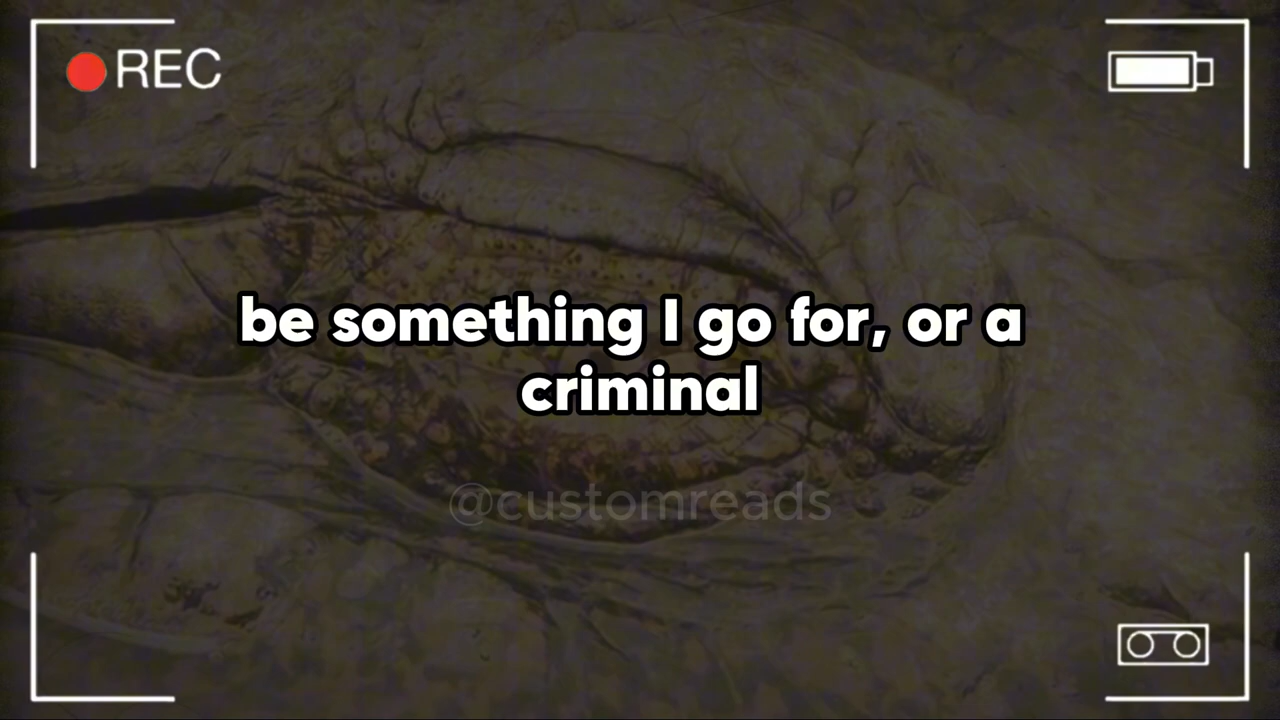 REC
be something I go for, or a
criminal
@customreads